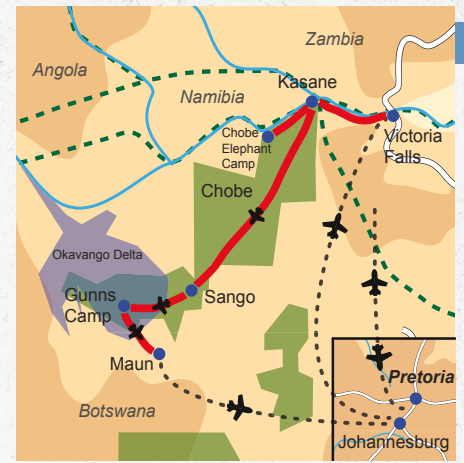 Zambia
Angola
Kasane
Namibia
Chobe
Elephant
Camp
Victoria
Falls
Chobe
Okavango Delta
Gunns
Camp
Sango
Maun
Pretoria
Botswana
Johannesburg